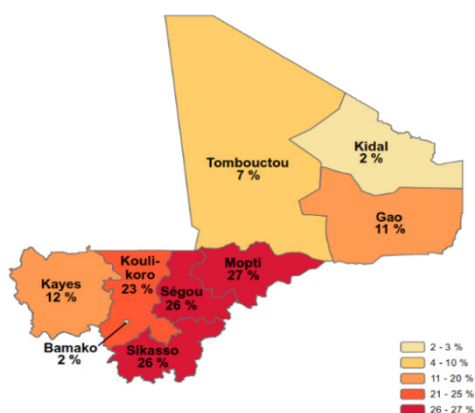 Kidal
2 %
Tombouctou
7 %
Gao
11 %
Mopti
27 %
Kouli-
koro
23 %
Ségou
26 %
Kayes
12 %
Bamako
2 %
Sikasso
26 %
2 - 3 %
4 - 10 %
11 - 20 %
21 - 25 %
26 - 27 %